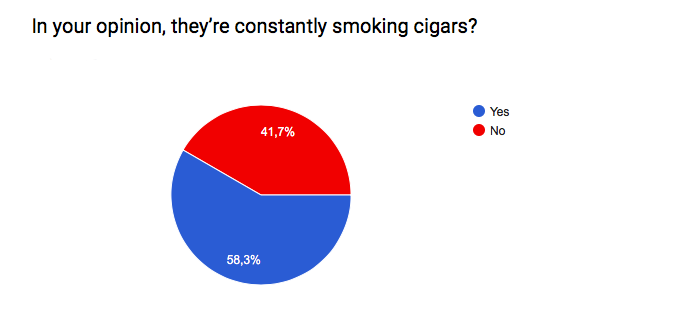 In your opinion, they’re constantly smoking cigars?
Yes
No
41,7%
58,3%